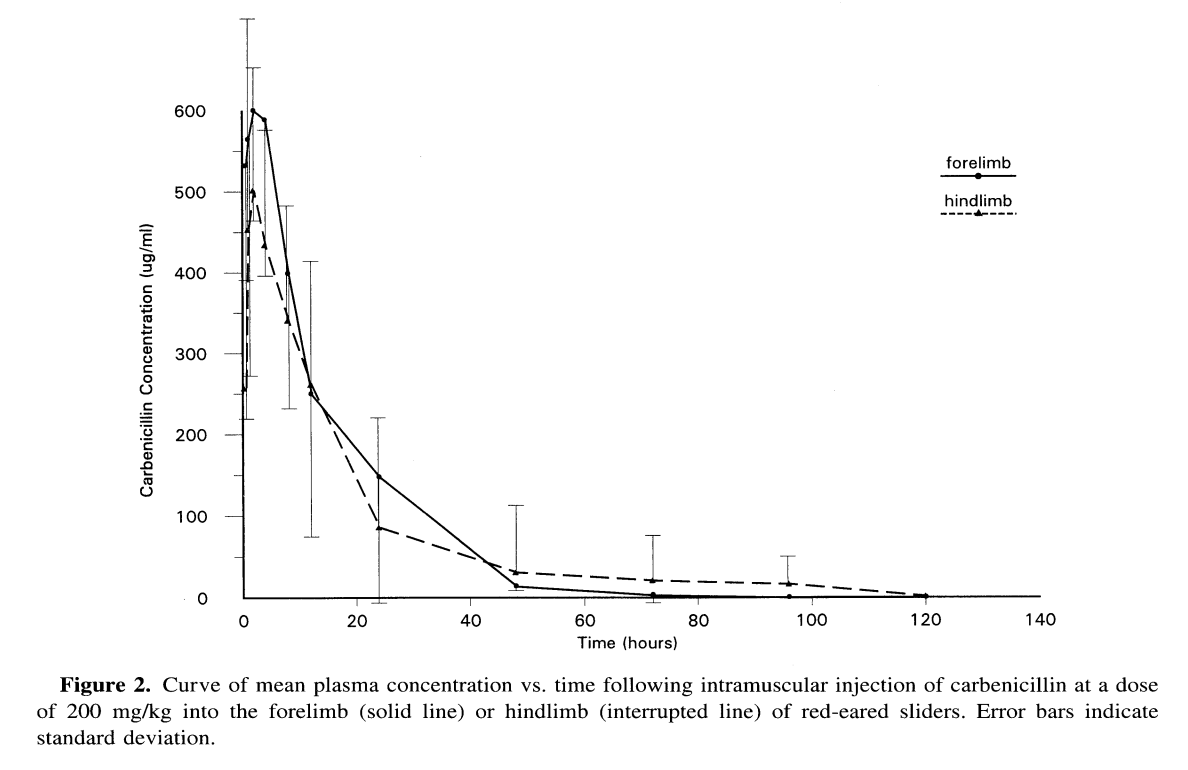 600
500
400
300
200
100
0
Carbenicillin Concentration (ug/ml)
forelimb
hindlimb
0 20 40 60 80 100 120 140
Time (hours)
Figure 2. Curve of mean plasma concentration vs. time following intramuscular injection of carbenicillin at a dose
of 200 mg/kg into the forelimb (solid line) or hindlimb (interrupted line) of red-eared sliders. Error bars indicate
standard deviation.